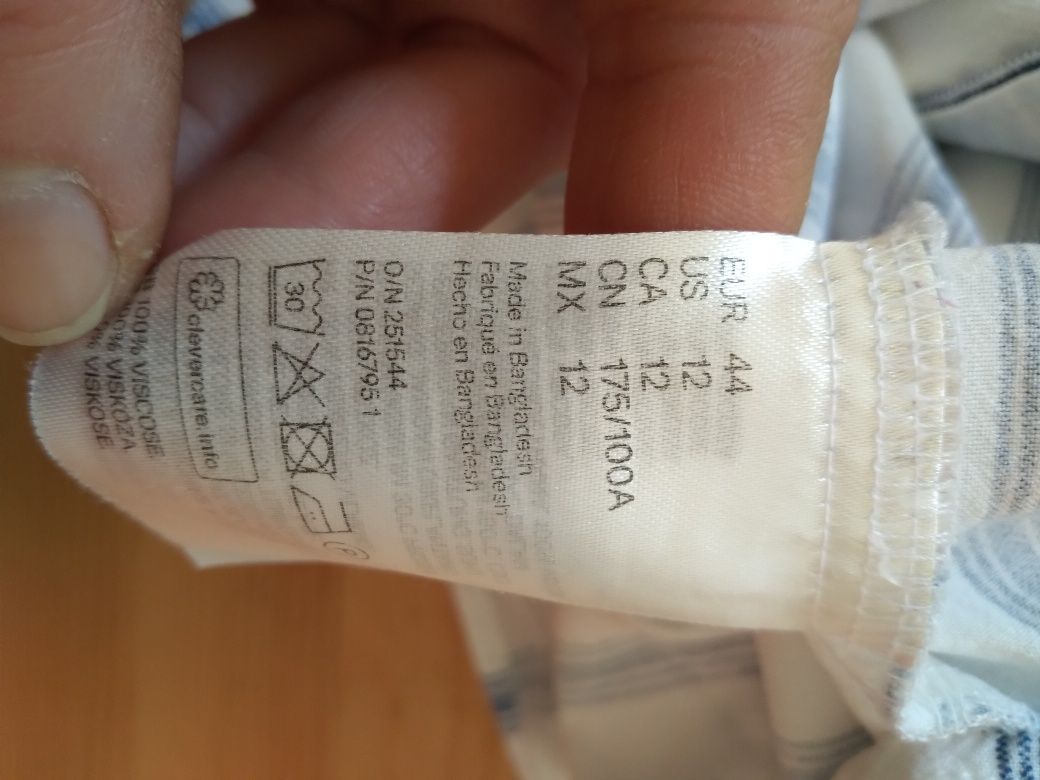 EUR 44
US 12
CA 12
CN 175/100A
MX 12
Made in Bangladesh
Fabriqué en Bangladesh
Hecho en Bangladesh
O/N 251544
P/N 0816795 1
30
P
clevercare.info
100% VISCOSE
% VISKOZA
% VISKOSE